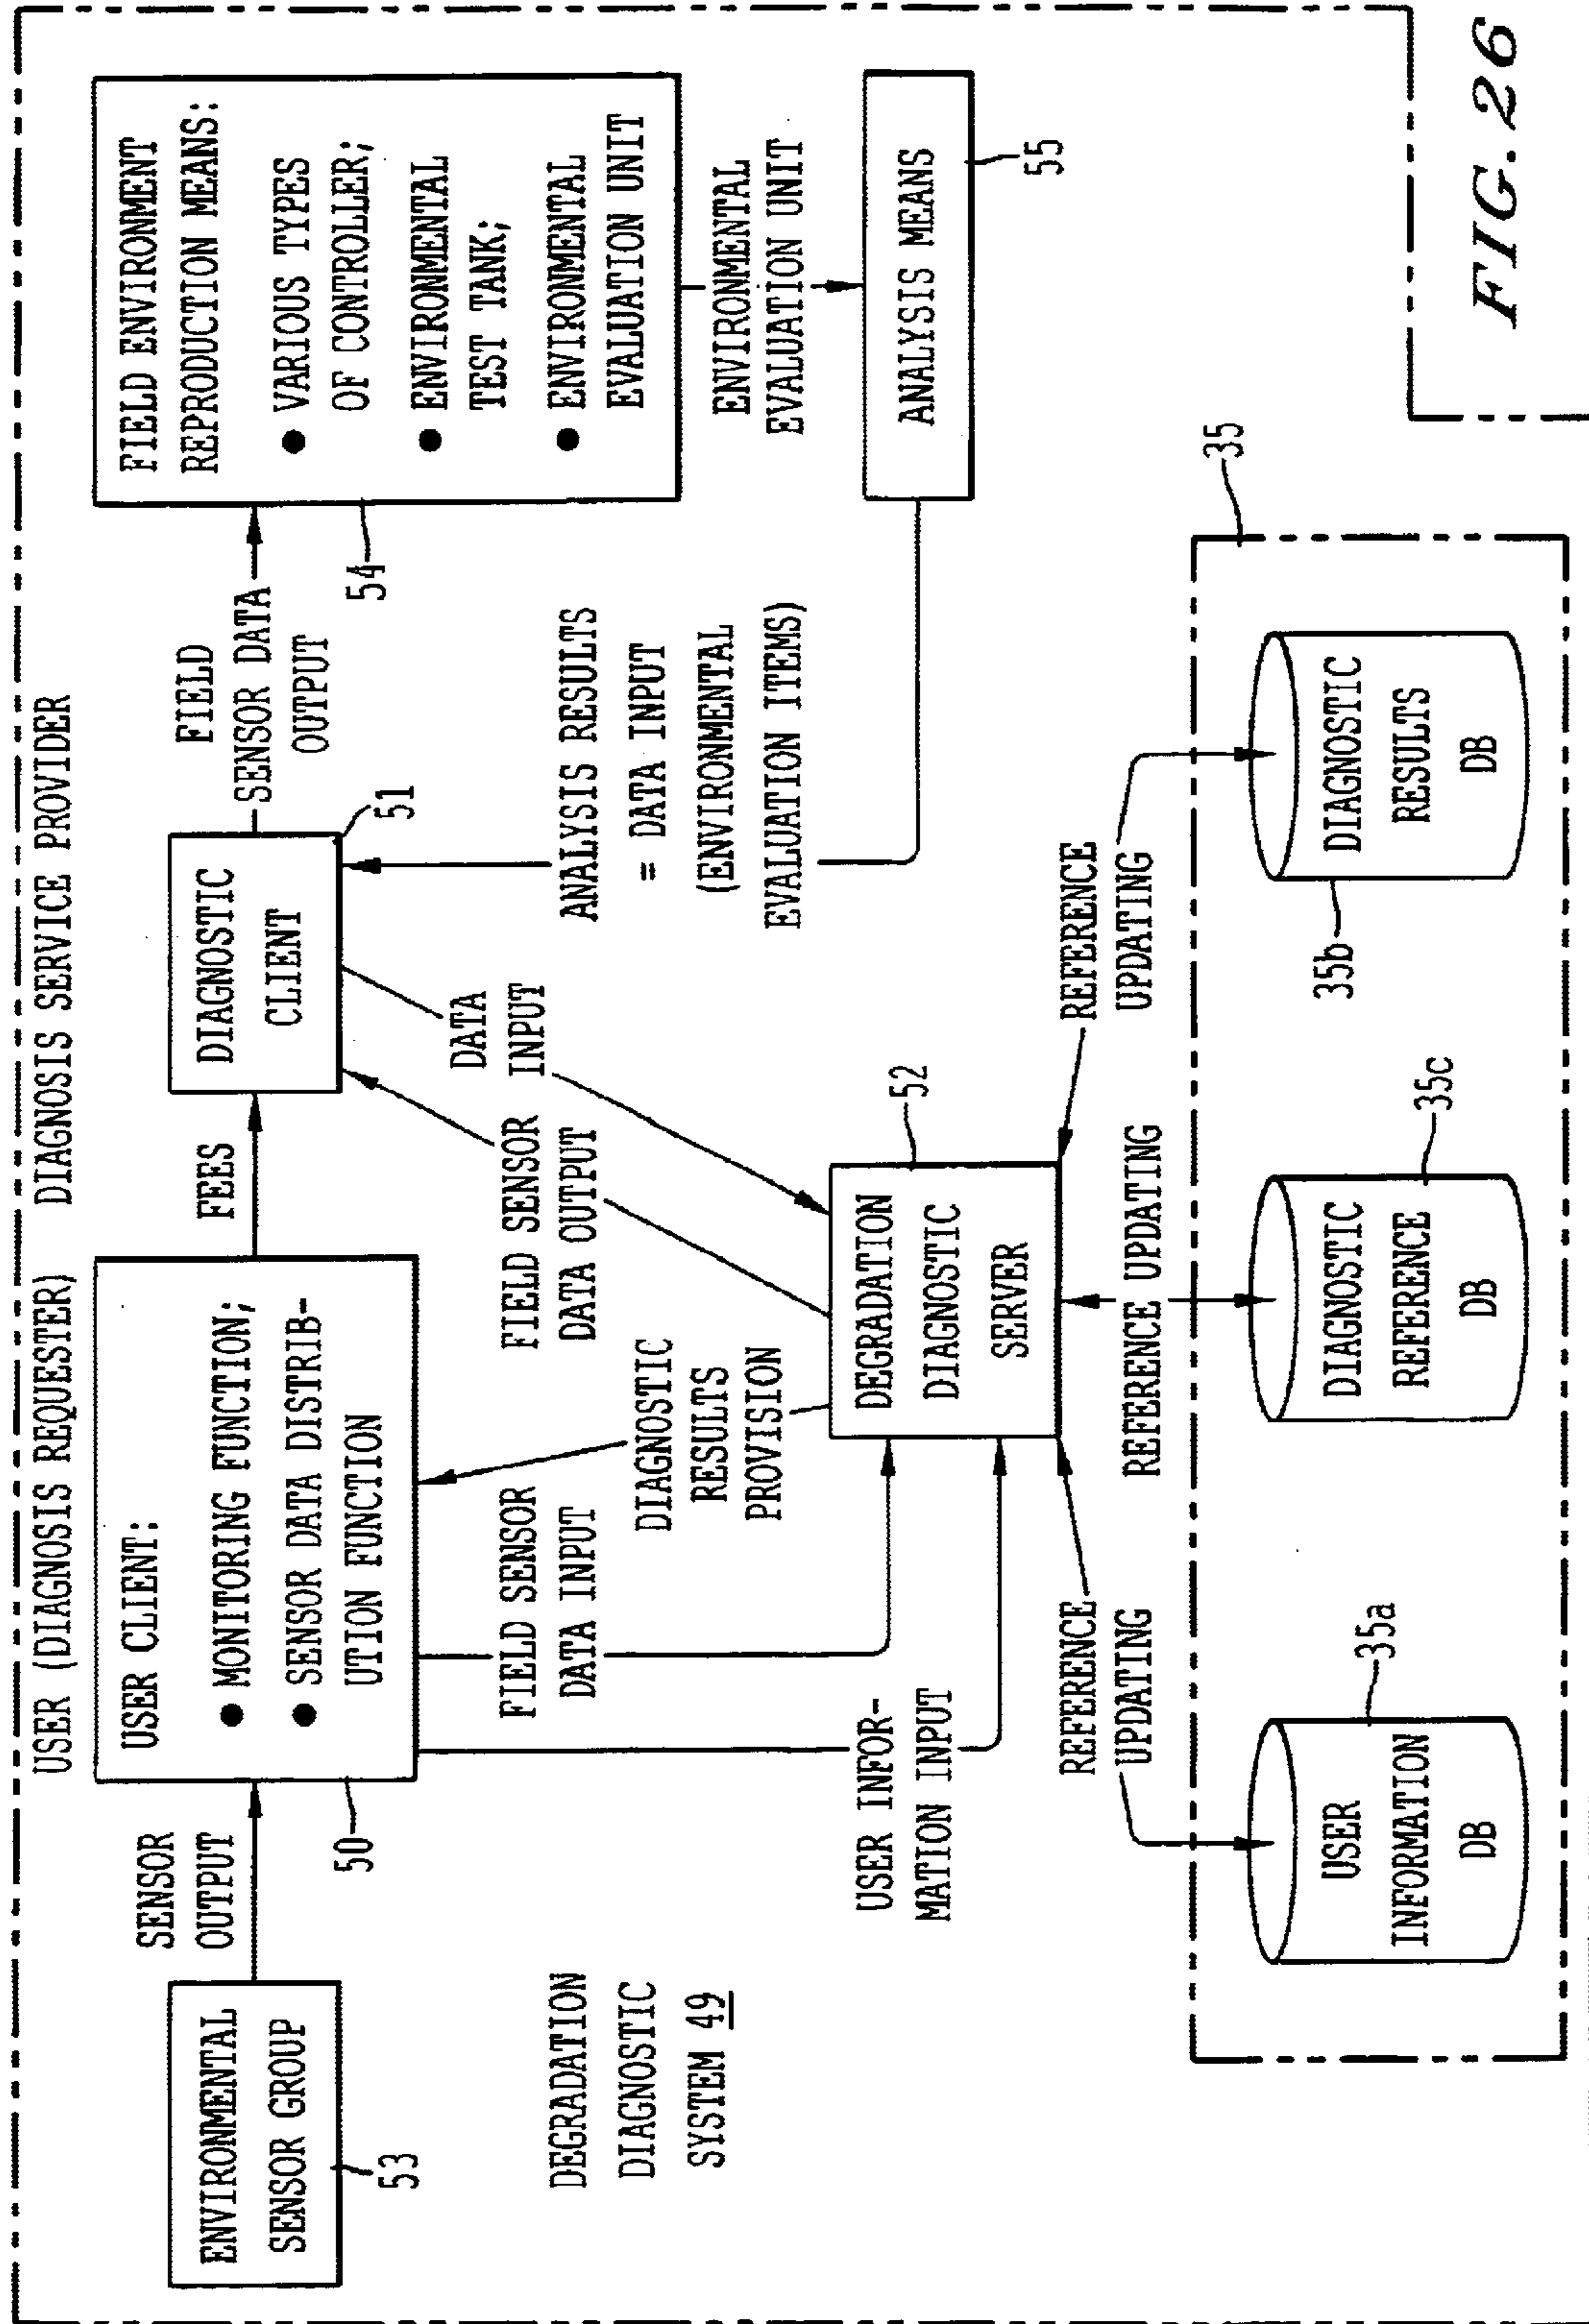 USER (DIAGNOSIS REQUESTER)
DIAGNOSIS SERVICE PROVIDER
ENVIRONMENTAL
SENSOR GROUP
53
SENSOR
OUTPUT
USER CLIENT:
● MONITORING FUNCTION;
● SENSOR DATA DISTRIB-
UTION FUNCTION
50
FEES
DIAGNOSTIC
CLIENT
51
FIELD
SENSOR DATA
OUTPUT
FIELD ENVIRONMENT
REPRODUCTION MEANS:
● VARIOUS TYPES
OF CONTROLLER;
● ENVIRONMENTAL
TEST TANK;
● ENVIRONMENTAL
EVALUATION UNIT
54
ENVIRONMENTAL
EVALUATION UNIT
ANALYSIS MEANS
55
ANALYSIS RESULTS
= DATA INPUT
(ENVIRONMENTAL
EVALUATION ITEMS)
DATA
INPUT
FIELD SENSOR
DATA OUTPUT
DIAGNOSTIC
RESULTS
PROVISION
FIELD SENSOR
DATA INPUT
USER INFOR-
MATION INPUT
DEGRADATION
DIAGNOSTIC
SYSTEM 49
DEGRADATION
DIAGNOSTIC
SERVER
52
REFERENCE
UPDATING
REFERENCE UPDATING
REFERENCE
UPDATING
35
USER
INFORMATION
DB
35a
DIAGNOSTIC
REFERENCE
DB
35c
DIAGNOSTIC
RESULTS
DB
35b
FIG. 26